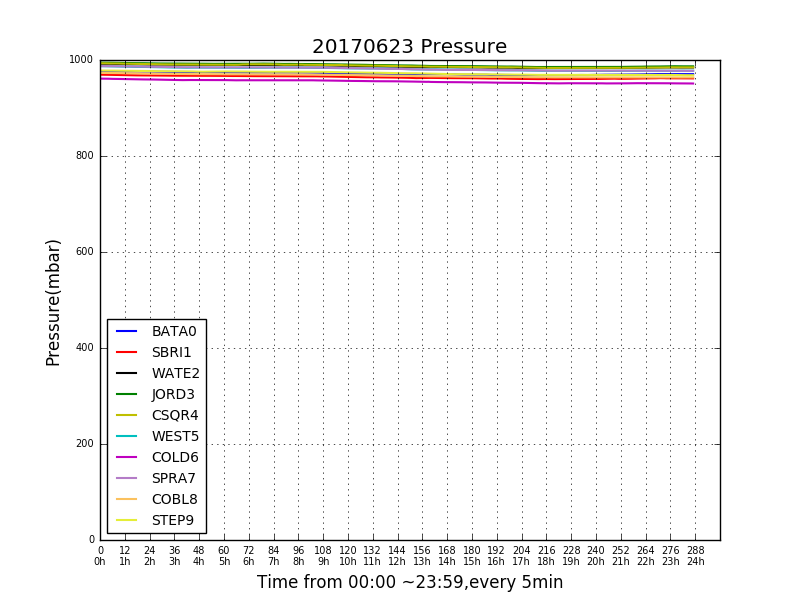 20170623 Pressure
1000
800
600
400
200
0
Pressure(mbar)
BATA0
SBRI1
WATE2
JORD3
CSQR4
WEST5
COLD6
SPRA7
COBL8
STEP9
0 12 24 36 48 60 72 84 96 108 120 132 144 156 168 180 192 204 216 228 240 252 264 276 288
0h 1h 2h 3h 4h 5h 6h 7h 8h 9h 10h 11h 12h 13h 14h 15h 16h 17h 18h 19h 20h 21h 22h 23h 24h
Time from 00:00 ~23:59,every 5min